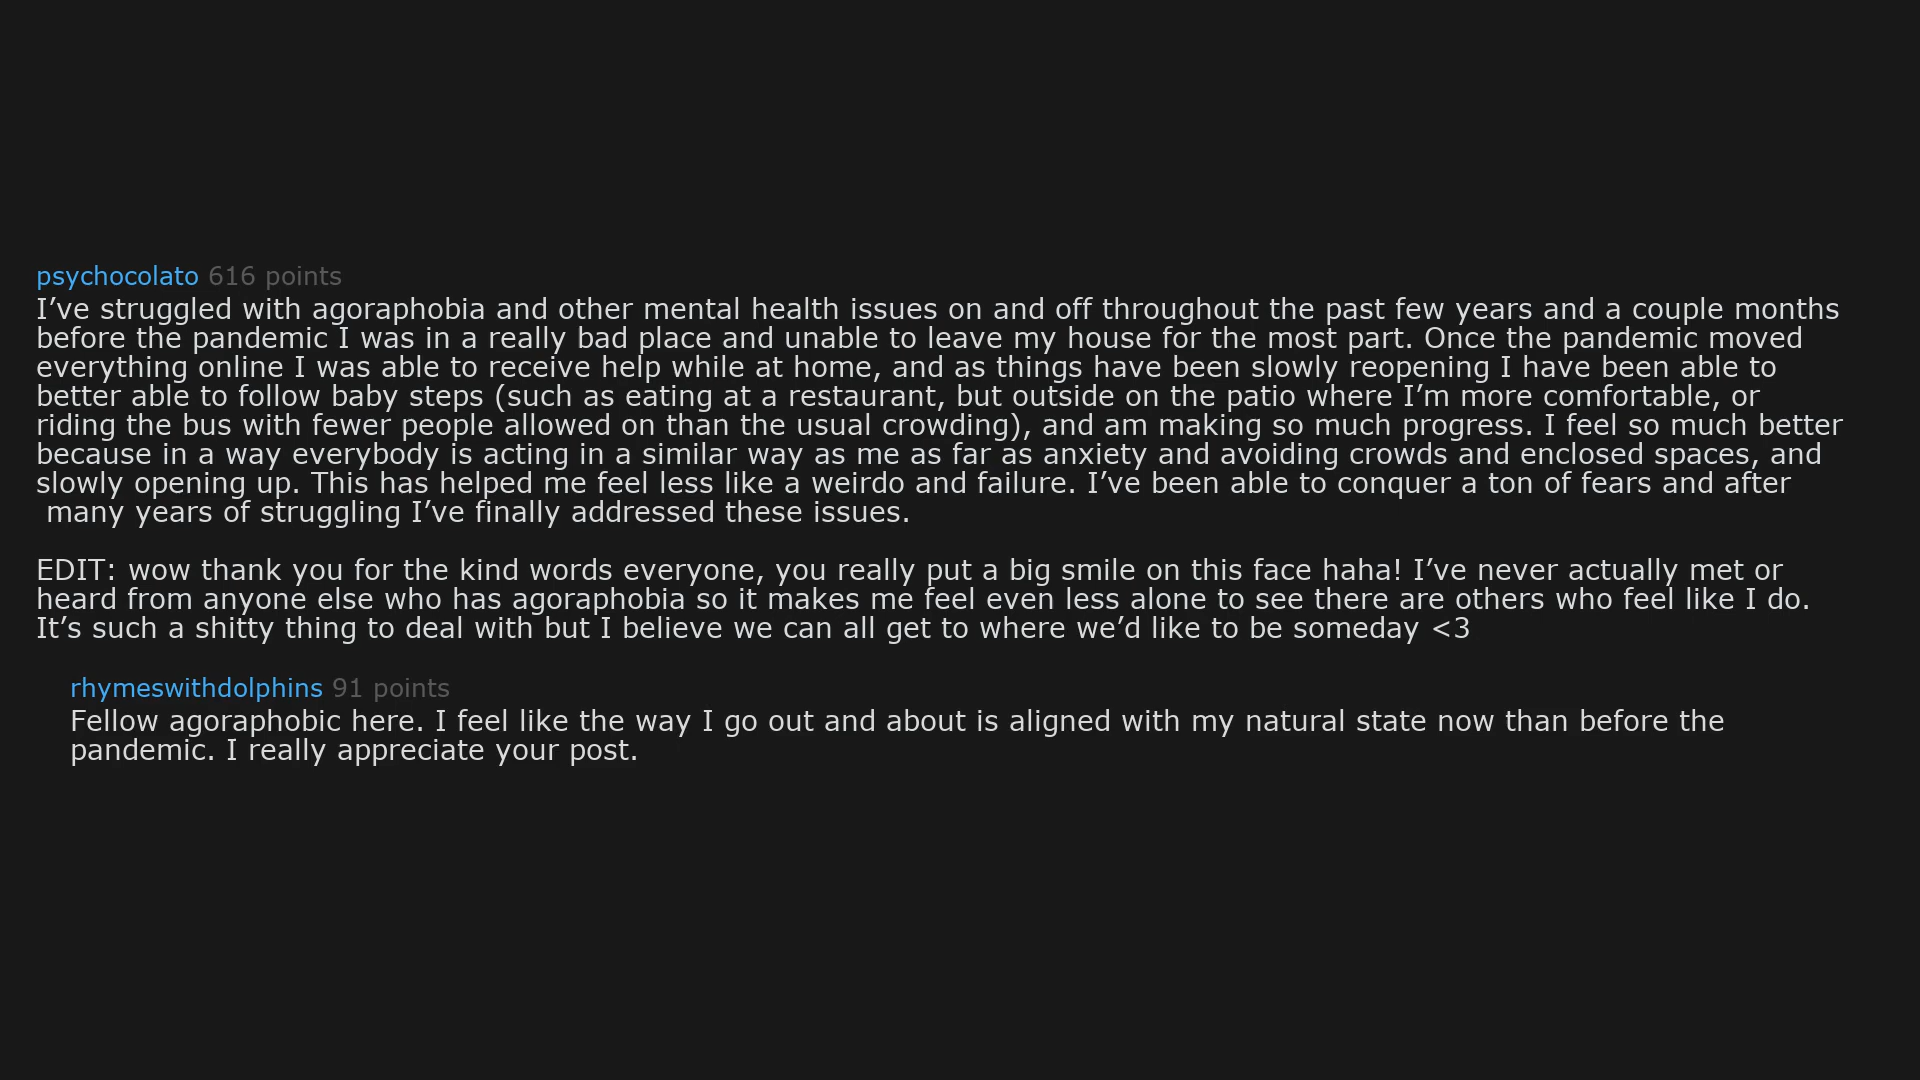 psychocolato 616 points
I’ve struggled with agoraphobia and other mental health issues on and off throughout the past few years and a couple months
before the pandemic I was in a really bad place and unable to leave my house for the most part. Once the pandemic moved
everything online I was able to receive help while at home, and as things have been slowly reopening I have been able to
better able to follow baby steps (such as eating at a restaurant, but outside on the patio where I’m more comfortable, or
riding the bus with fewer people allowed on than the usual crowding), and am making so much progress. I feel so much better
because in a way everybody is acting in a similar way as me as far as anxiety and avoiding crowds and enclosed spaces, and
slowly opening up. This has helped me feel less like a weirdo and failure. I’ve been able to conquer a ton of fears and after
many years of struggling I’ve finally addressed these issues.
EDIT: wow thank you for the kind words everyone, you really put a big smile on this face haha! I’ve never actually met or
heard from anyone else who has agoraphobia so it makes me feel even less alone to see there are others who feel like I do.
It’s such a shitty thing to deal with but I believe we can all get to where we’d like to be someday <3
rhymeswithdolphins 91 points
Fellow agoraphobic here. I feel like the way I go out and about is aligned with my natural state now than before the
pandemic. I really appreciate your post.